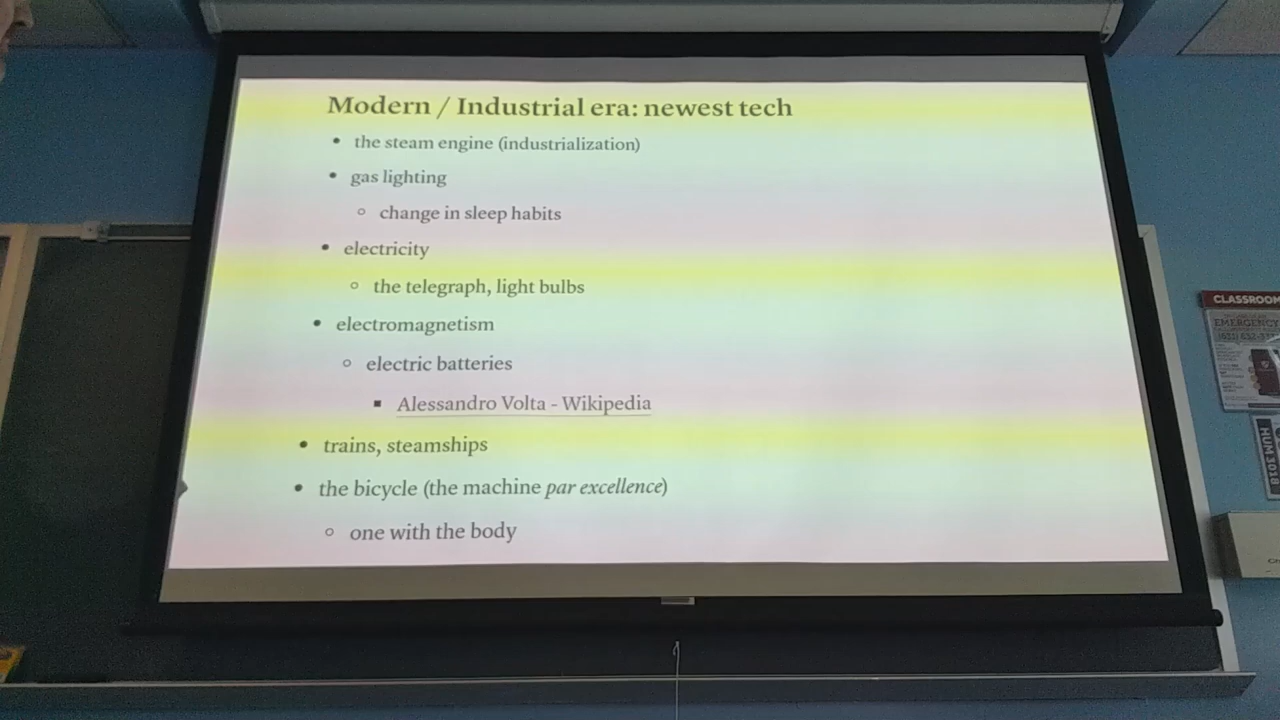 Modern / Industrial era: newest tech
• the steam engine (industrialization)
• gas lighting
○ change in sleep habits
• electricity
○ the telegraph, light bulbs
• electromagnetism
○ electric batteries
▪ Alessandro Volta - Wikipedia
• trains, steamships
• the bicycle (the machine par excellence)
○ one with the body
CLASSROOM
EMERGENCY
HUM 3018